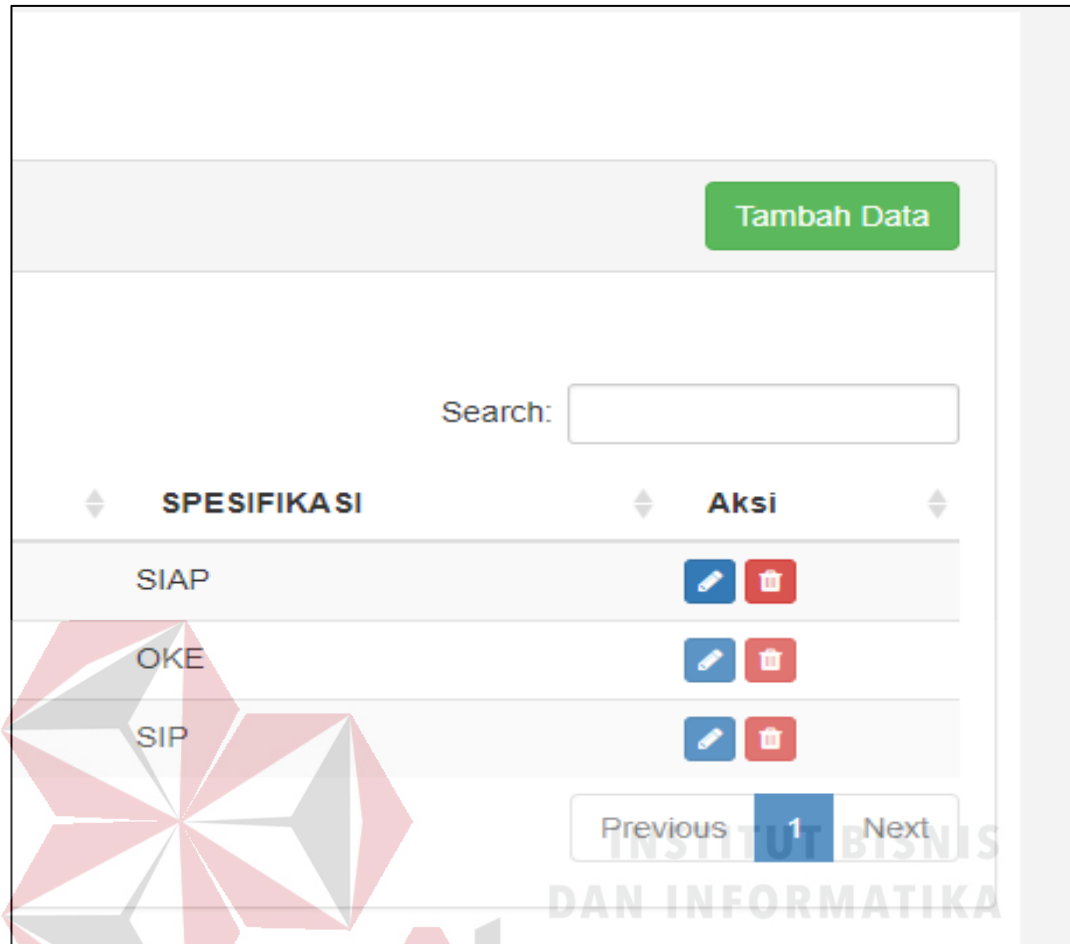 Tambah Data
Search:
SPESIFIKASI Aksi
SIAP
OKE
SIP
Previous 1 Next
INSTITUT BISNIS
DAN INFORMATIKA